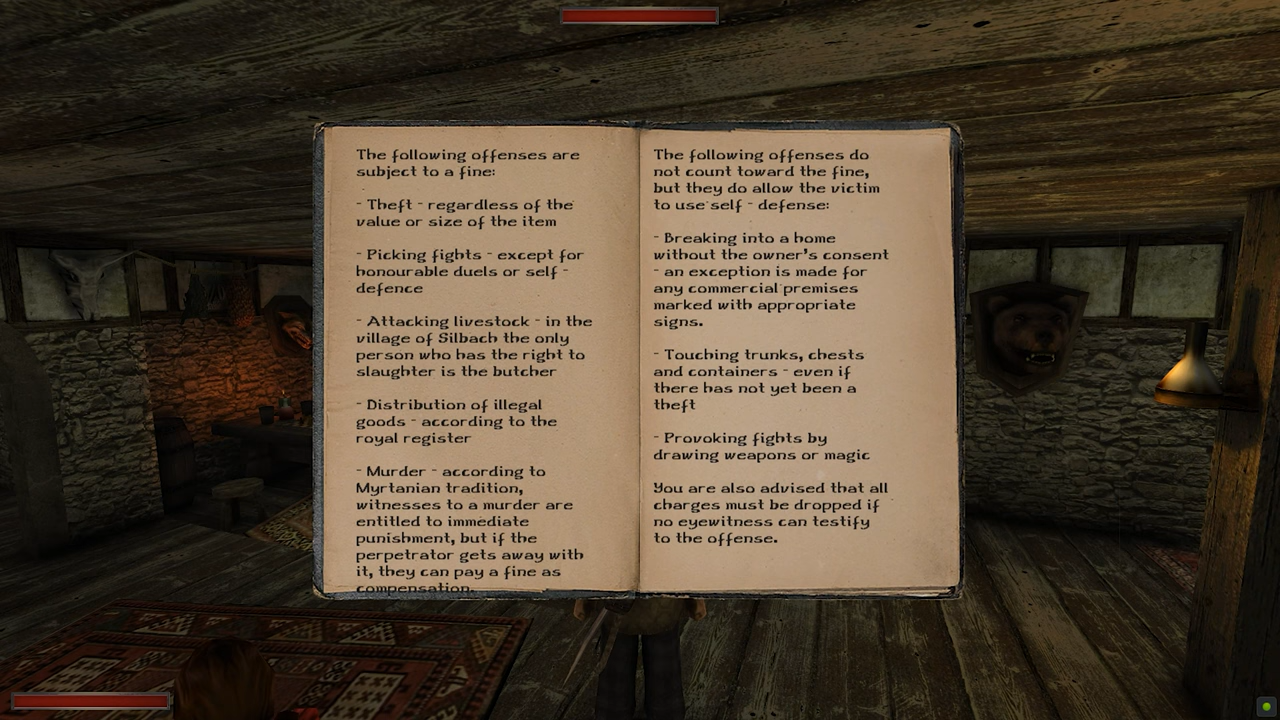 The following offenses are
subject to a fine:
- Theft - regardless of the
value or size of the item
- Picking fights - except for
honourable duels or self -
defence
- Attacking livestock - in the
village of Silbach the only
person who has the right to
slaughter is the butcher
- Distribution of illegal
goods - according to the
royal register
- Murder - according to
Myrtanian tradition,
witnesses to a murder are
entitled to immediate
punishment, but if the
perpetrator gets away with
it, they can pay a fine as
compensation.
The following offenses do
not count toward the fine,
but they do allow the victim
to use self - defense:
- Breaking into a home
without the owner's consent
- an exception is made for
any commercial premises
marked with appropriate
signs.
- Touching trunks, chests
and containers - even if
there has not yet been a
theft
- Provoking fights by
drawing weapons or magic
You are also advised that all
charges must be dropped if
no eyewitness can testify
to the offense.